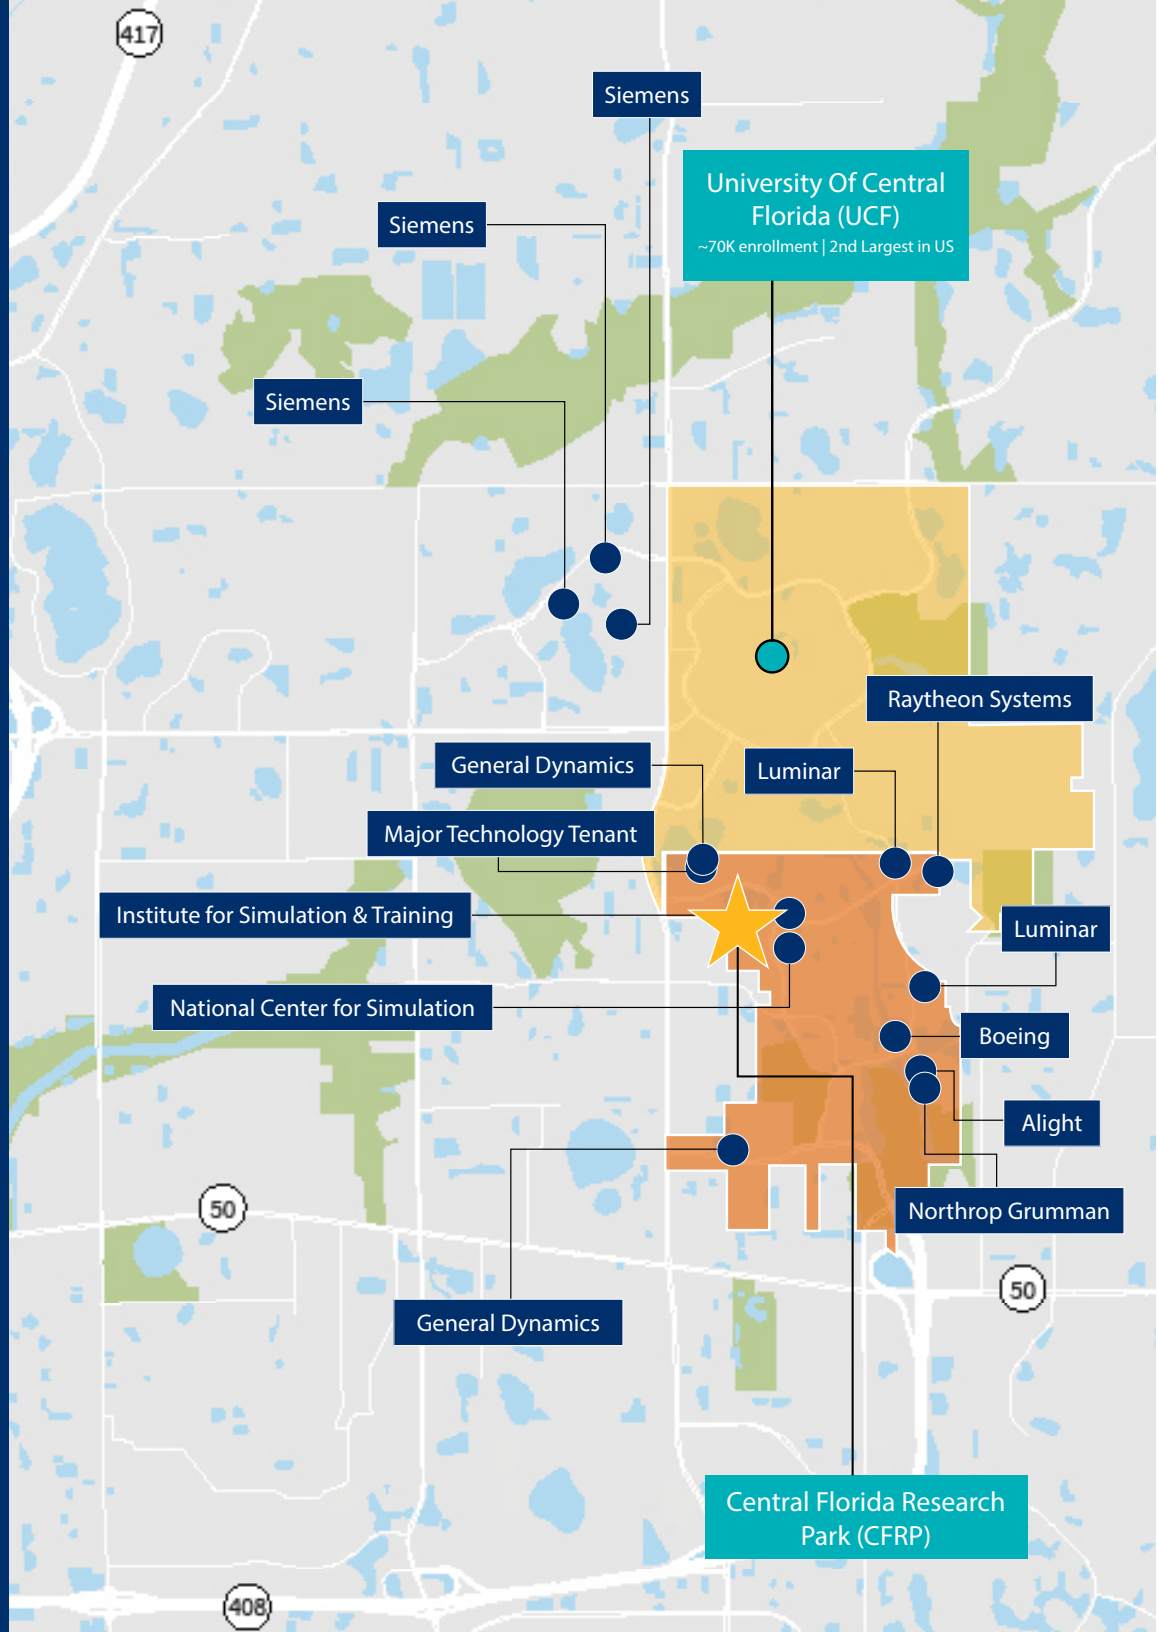 417
Siemens
University Of Central
Florida (UCF)
~70K enrollment | 2nd Largest in US
Siemens
Siemens
Raytheon Systems
General Dynamics
Luminar
Major Technology Tenant
Institute for Simulation & Training
Luminar
National Center for Simulation
Boeing
Alight
50
Northrop Grumman
50
General Dynamics
Central Florida Research
Park (CFRP)
408